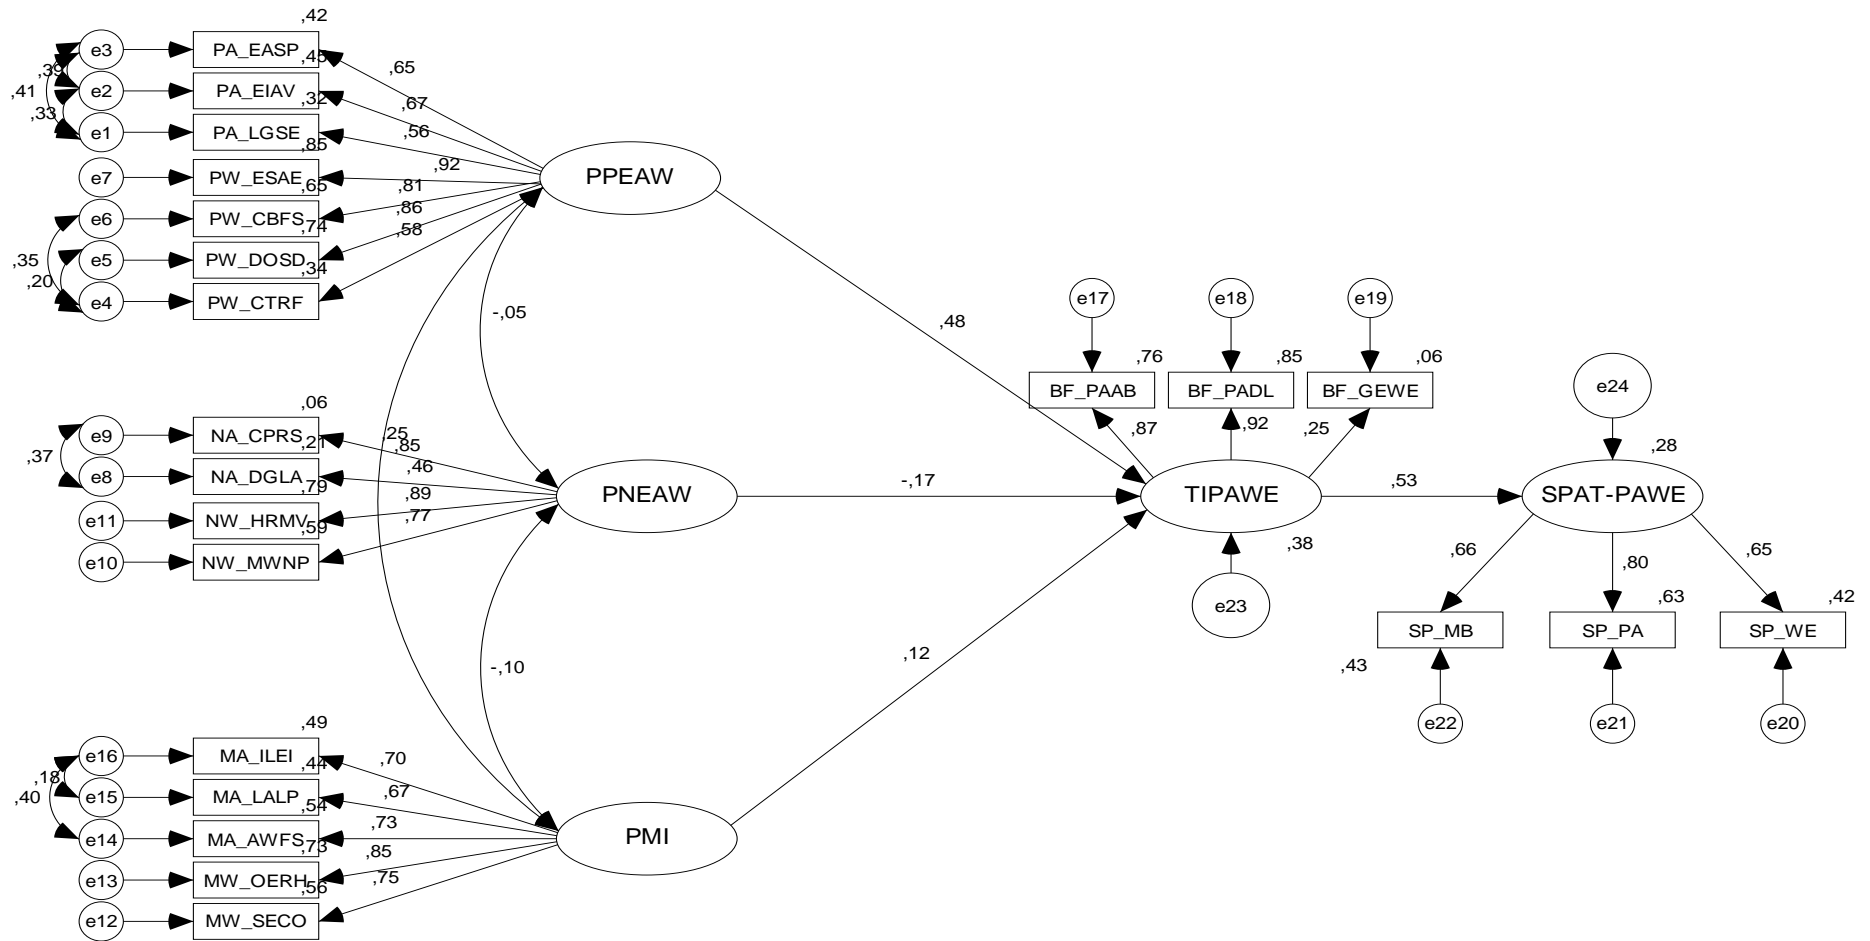 ,42
e3
PA_EASP
,45
,65
,39
,41
e2
PA_EIAV
,32
,67
,33
e1
PA_LGSE
,85
,56
e7
PW_ESAE
,65
,92
PPEAW
e6
PW_CBFS
,74
,81
,86
,35
e5
PW_DOSD
,34
,58
,20
e4
PW_CTRF
-,05
,48
e17
e18
e19
,76
,85
,06
BF_PAAB
BF_PADL
BF_GEWE
,87
,92
,25
e24
,28
,06
e9
NA_CPRS
,21
,25
,85
,37
e8
NA_DGLA
,79
,46
e11
NW_HRMV
,59
,89
e10
NW_MWNP
,77
PNEAW
-,17
TIPAWE
,53
SPAT-PAWE
,38
e23
,66
,80
,65
,63
,42
SP_MB
SP_PA
SP_WE
,43
e22
e21
e20
-,10
,12
,49
e16
MA_ILEI
,44
,70
,18
,40
e15
MA_LALP
,54
,67
e14
MA_AWFS
,73
,73
PMI
e13
MW_OERH
,56
,85
e12
MW_SECO
,75